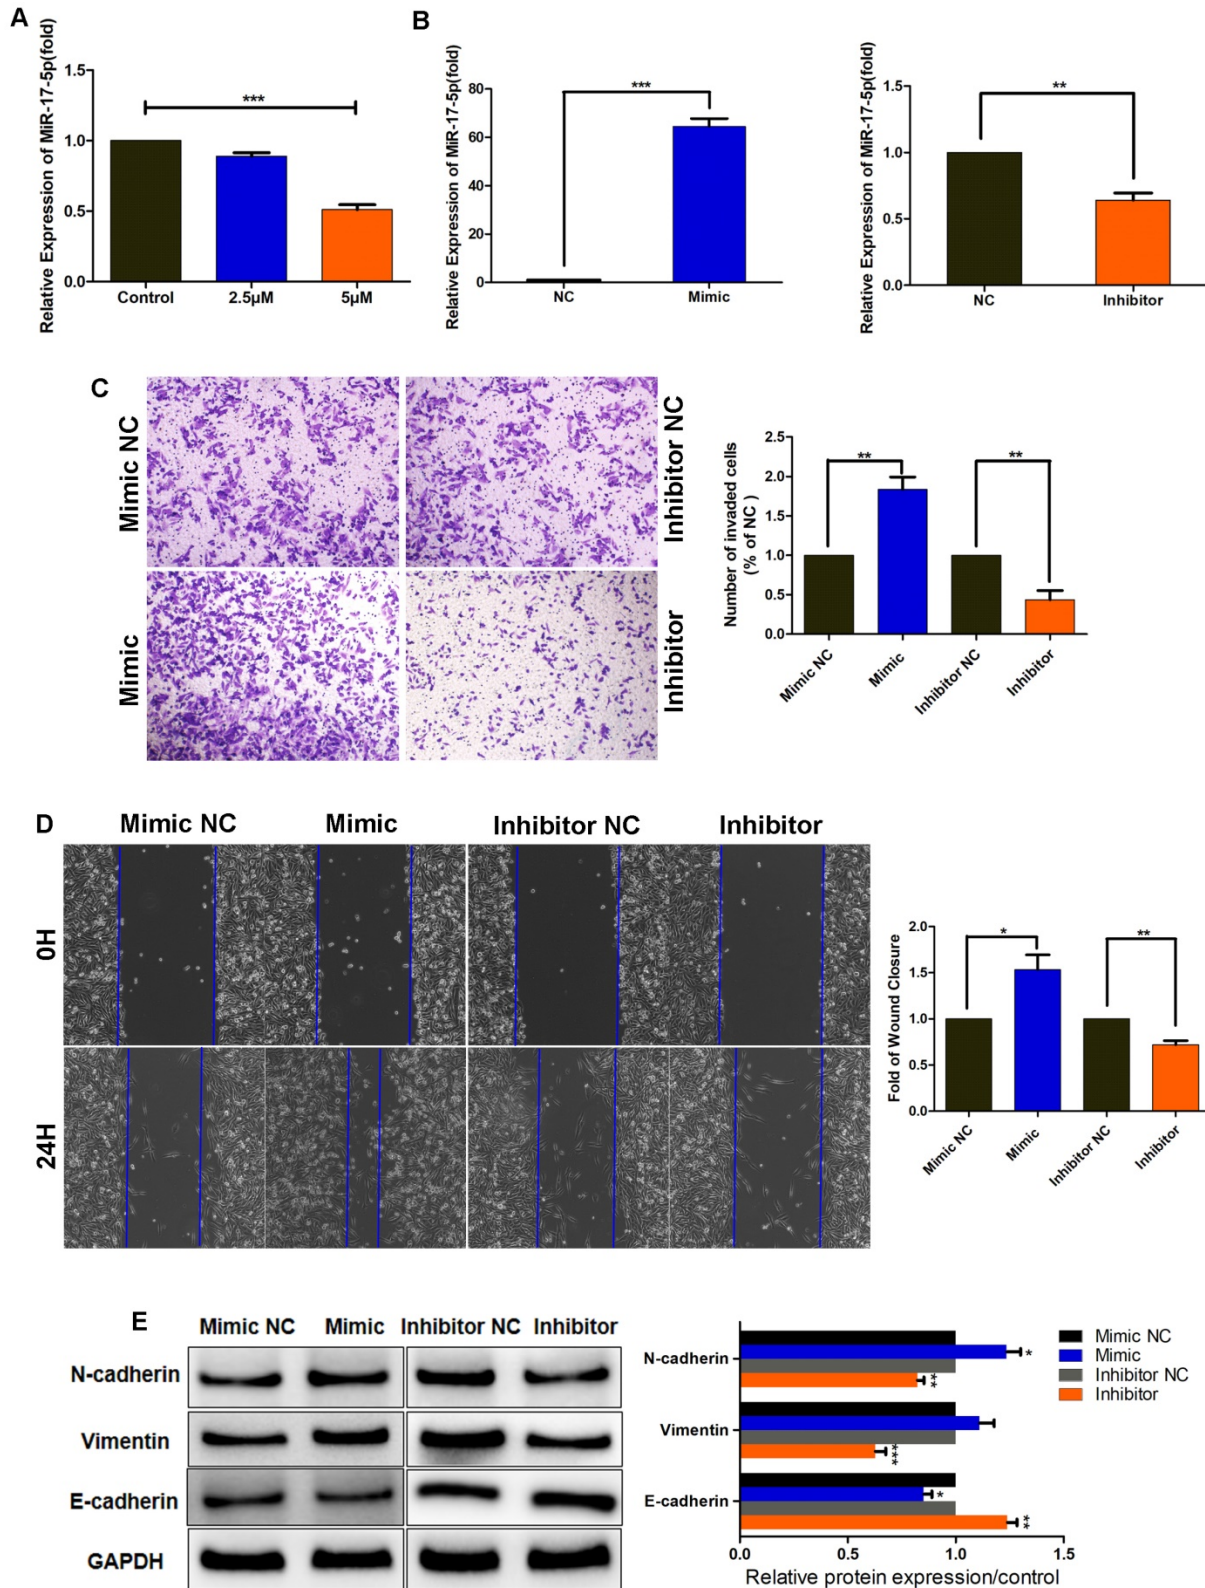 A
Relative Expression of MiR-17-5p(fold)
1.5
1.0
0.5
0.0
***
Control
2.5μM
5μM
B
Relative Expression of MiR-17-5p(fold)
80
60
40
20
0
***
NC
Mimic
Relative Expression of MiR-17-5p(fold)
1.5
1.0
0.5
0.0
**
NC
Inhibitor
C
Mimic NC
Inhibitor NC
Mimic
Inhibitor
Number of invaded cells
(% of NC )
2.5
2.0
1.5
1.0
0.5
0.0
**
**
Mimic NC
Mimic
Inhibitor NC
Inhibitor
D
Mimic NC
Mimic
Inhibitor NC
Inhibitor
0H
24H
Fold of Wound Closure
2.0
1.5
1.0
0.5
0.0
*
**
Mimic NC
Mimic
Inhibitor NC
Inhibitor
E
Mimic NC
Mimic
Inhibitor NC
Inhibitor
N-cadherin
Vimentin
E-cadherin
GAPDH
N-cadherin
*
**
Vimentin
***
E-cadherin
*
**
0.0
0.5
1.0
1.5
Relative protein expression/control
Mimic NC
Mimic
Inhibitor NC
Inhibitor